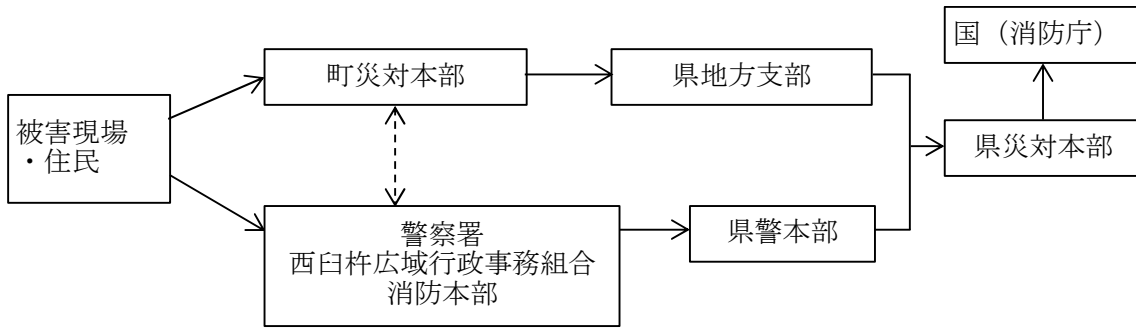 国（消防庁）
町災対本部
県地方支部
被害現場
・住民
県災対本部
警察署
西臼杵広域行政事務組合
消防本部
県警本部